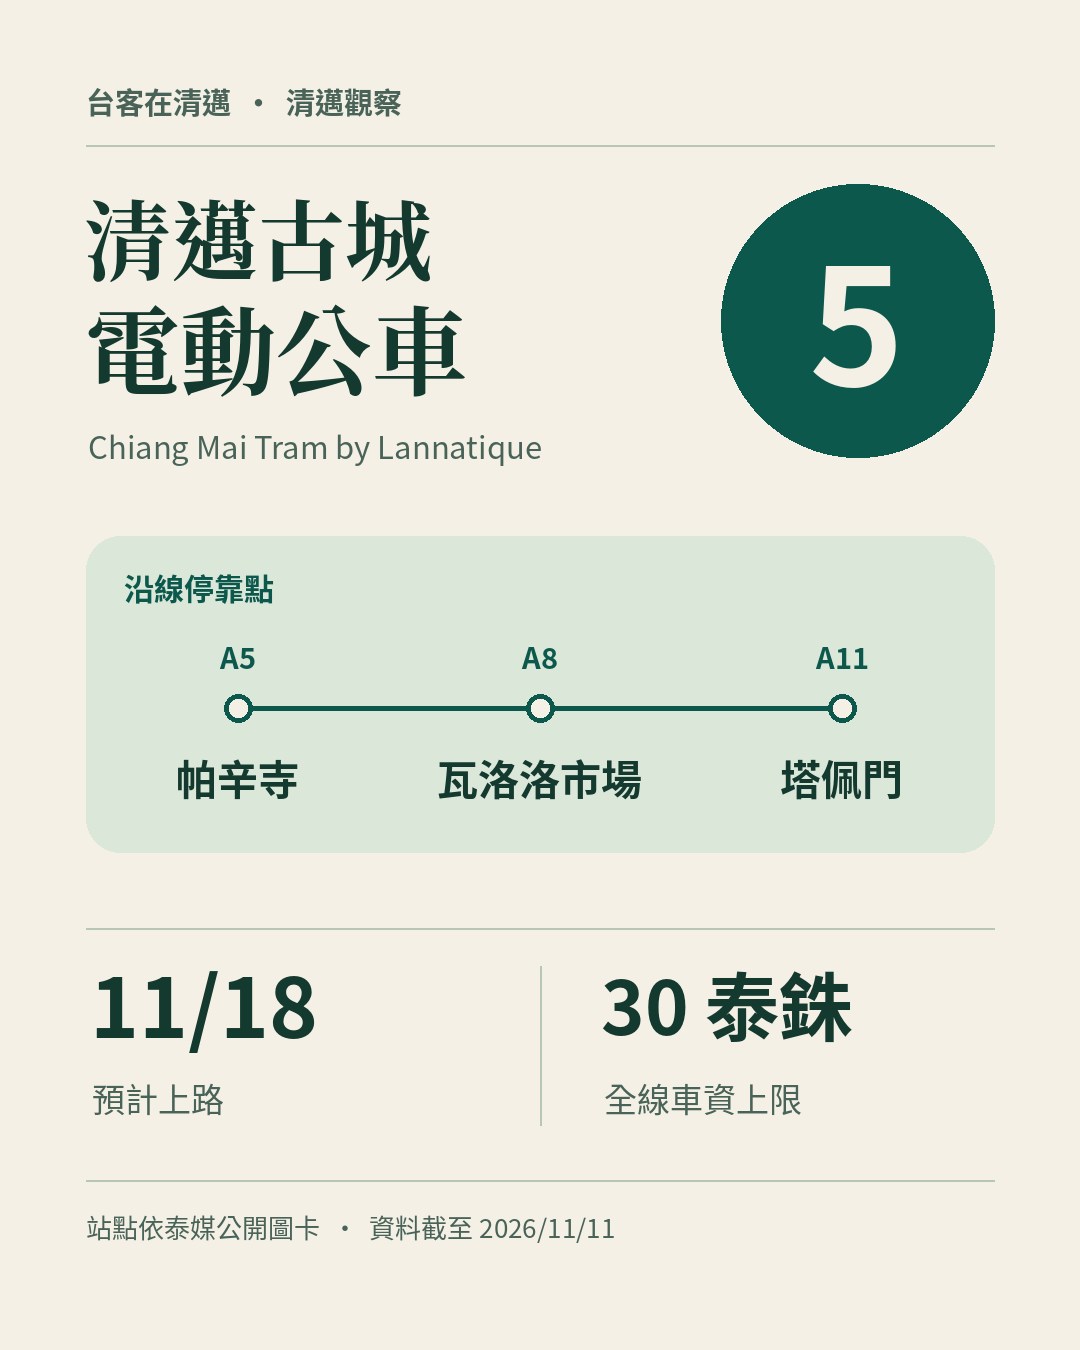 台客在清邁 • 清邁觀察
清邁古城
電動公車
5
Chiang Mai Tram by Lannatique
沿線停靠點
A5 A8 A11
帕辛寺 瓦洛洛市場 塔佩門
11/18 30 泰銖
預計上路 全線車資上限
站點依泰媒公開圖卡 • 資料截至 2026/11/11